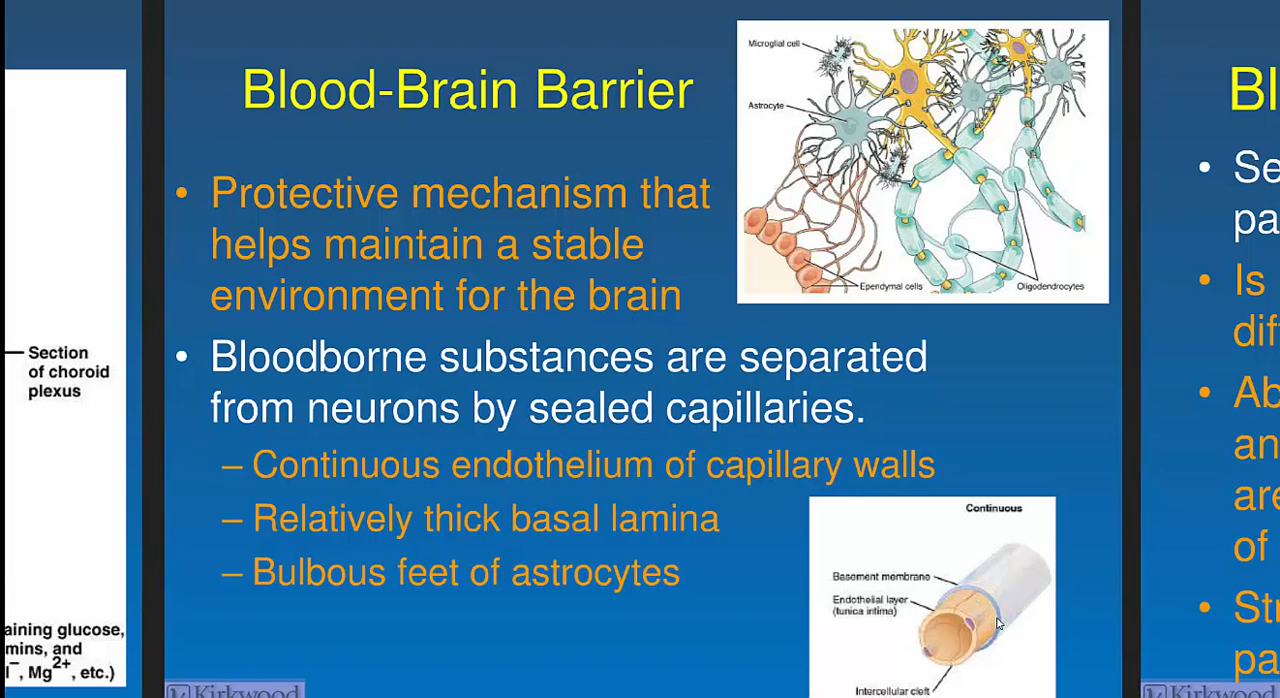 Section
of choroid
plexus
aining glucose,
mins, and
l⁻, Mg²⁺, etc.)
Blood-Brain Barrier
• Protective mechanism that
helps maintain a stable
environment for the brain
• Bloodborne substances are separated
from neurons by sealed capillaries.
– Continuous endothelium of capillary walls
– Relatively thick basal lamina
– Bulbous feet of astrocytes
Microglial cell
Astrocyte
Ependymal cells
Oligodendrocytes
Continuous
Basement membrane
Endothelial layer
(tunica intima)
Intercellular cleft
Kirkwood
Bl
• Se
pa
• Is
dif
• Ab
an
are
of
• Str
pa
Kirkwood